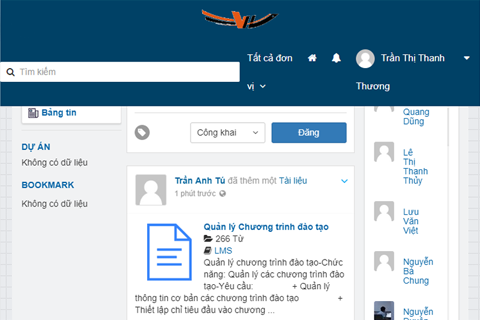 Tất cả đơn vị
Trần Thị Thanh Thương
Tìm kiếm
Bảng tin
DỰ ÁN
Không có dữ liệu
BOOKMARK
Không có dữ liệu
Công khai
Đăng
Trần Anh Tú đã thêm một Tài liệu
1 phút trước
Quản lý Chương trình đào tạo
266 Từ
LMS
Quản lý chương trình đào tạo-Chức
năng: Quản lý các chương trình đào
tạo-Yêu cầu: + Quản lý
thông tin cơ bản các chương trình đào tạo +
Thiết lập chỉ tiêu đầu vào chương ...
Quang
Dũng
Lê
Thị
Thanh
Thủy
Lưu
Văn
Việt
Nguyễn
Bá
Chung
Nguyễn